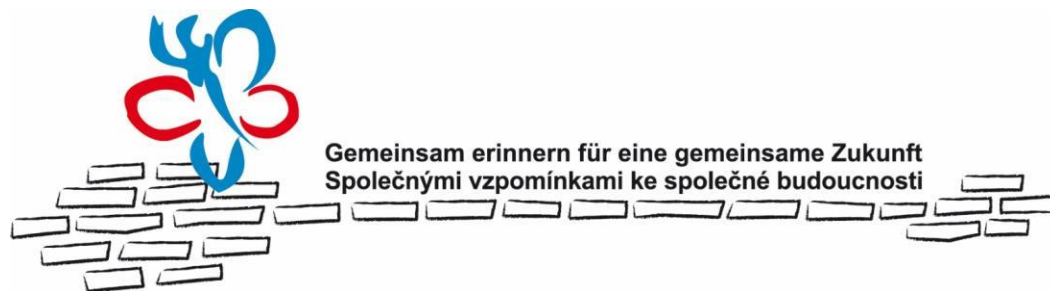 Gemeinsam erinnern für eine gemeinsame Zukunft
Společnými vzpomínkami ke společné budoucnosti